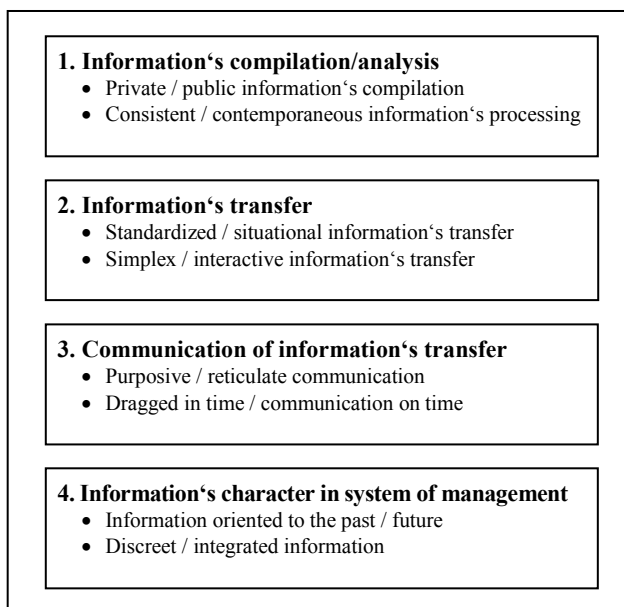 1. Information‘s compilation/analysis
• Private / public information‘s compilation
• Consistent / contemporaneous information‘s processing
2. Information‘s transfer
• Standardized / situational information‘s transfer
• Simplex / interactive information‘s transfer
3. Communication of information‘s transfer
• Purposive / reticulate communication
• Dragged in time / communication on time
4. Information‘s character in system of management
• Information oriented to the past / future
• Discreet / integrated information